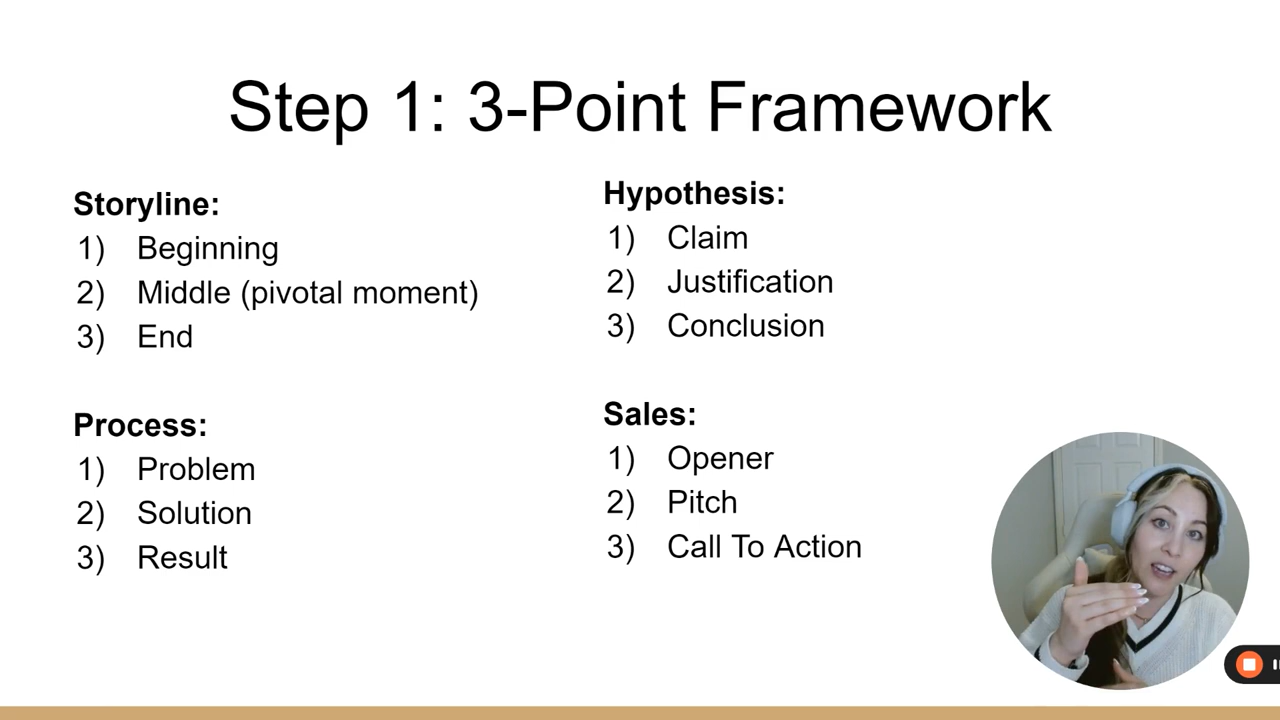 Step 1: 3-Point Framework
Storyline:
1) Beginning
2) Middle (pivotal moment)
3) End
Process:
1) Problem
2) Solution
3) Result
Hypothesis:
1) Claim
2) Justification
3) Conclusion
Sales:
1) Opener
2) Pitch
3) Call To Action